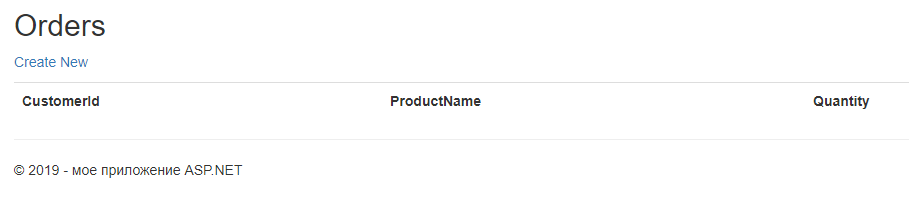 Orders
Create New
CustomerId ProductName Quantity
© 2019 - мое приложение ASP.NET